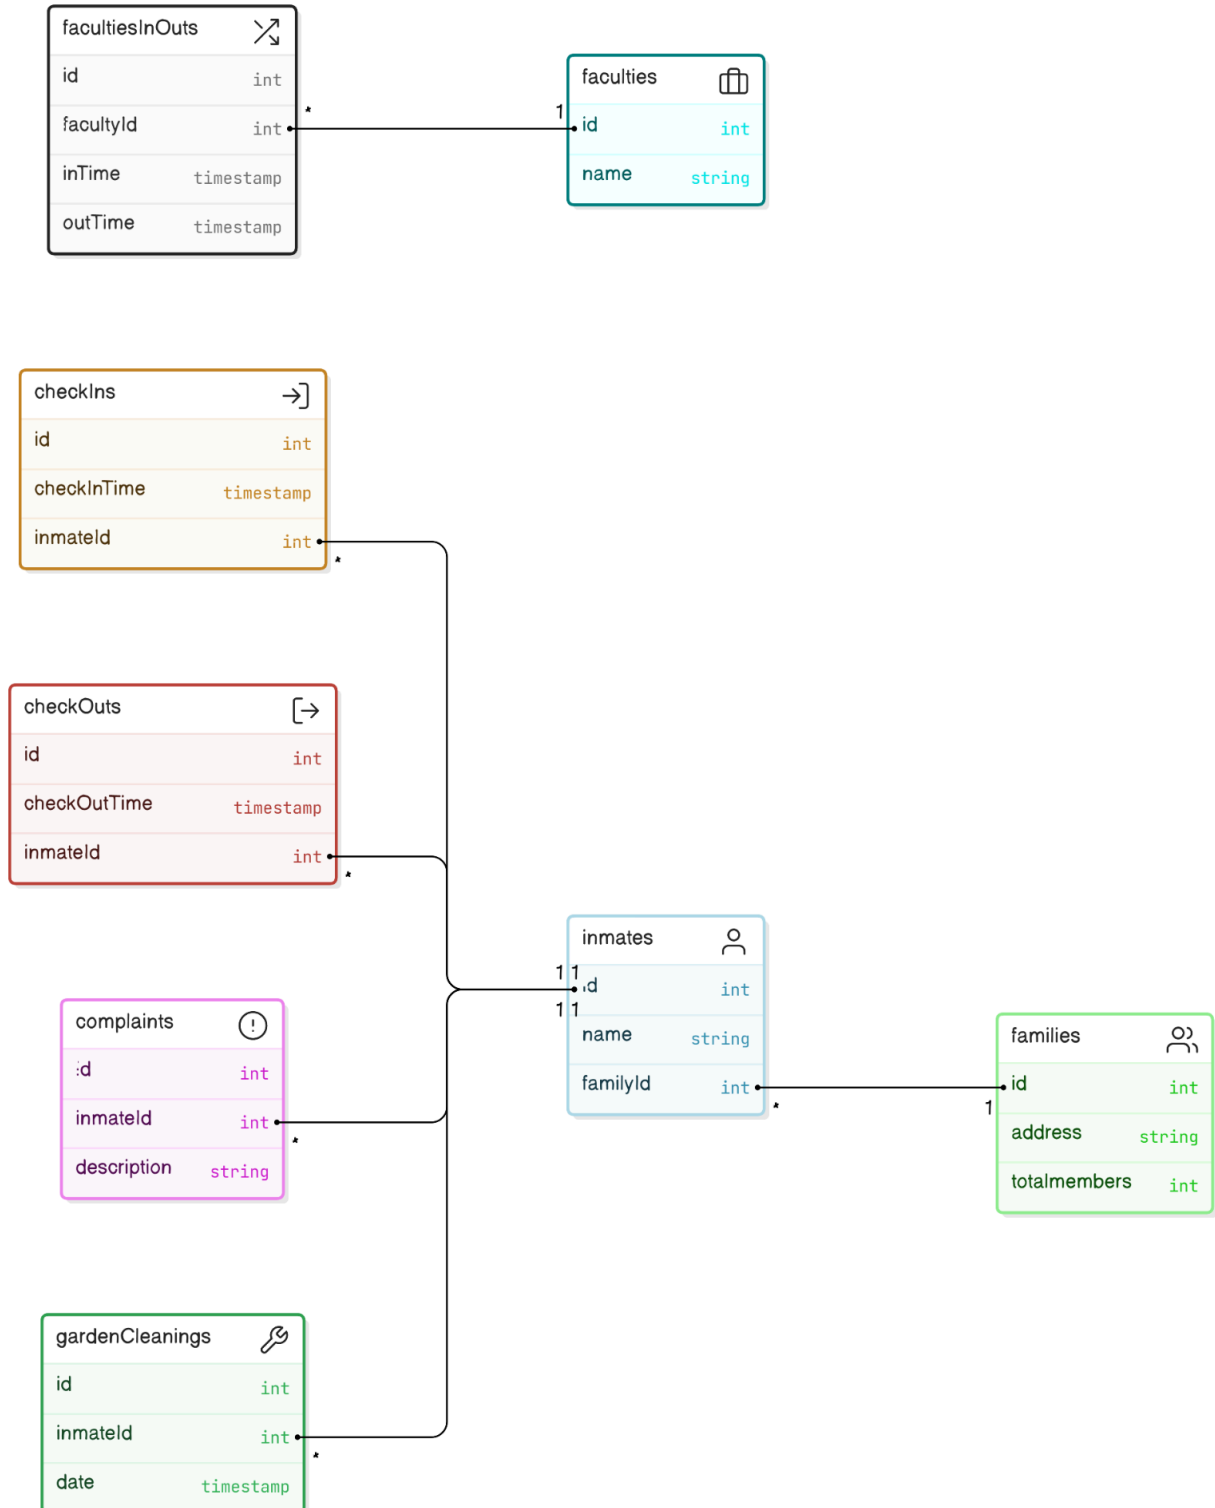 facultiesInOuts
id int
facultyId int
inTime timestamp
outTime timestamp
*
1
faculties
id int
name string
checkIns
id int
checkInTime timestamp
inmateId int
*
checkOuts
id int
checkOutTime timestamp
inmateId int
*
complaints
id int
inmateId int
description string
*
gardenCleanings
id int
inmateId int
date timestamp
*
1 1
1 1
inmates
id int
name string
familyId int
*
1
families
id int
address string
totalmembers int